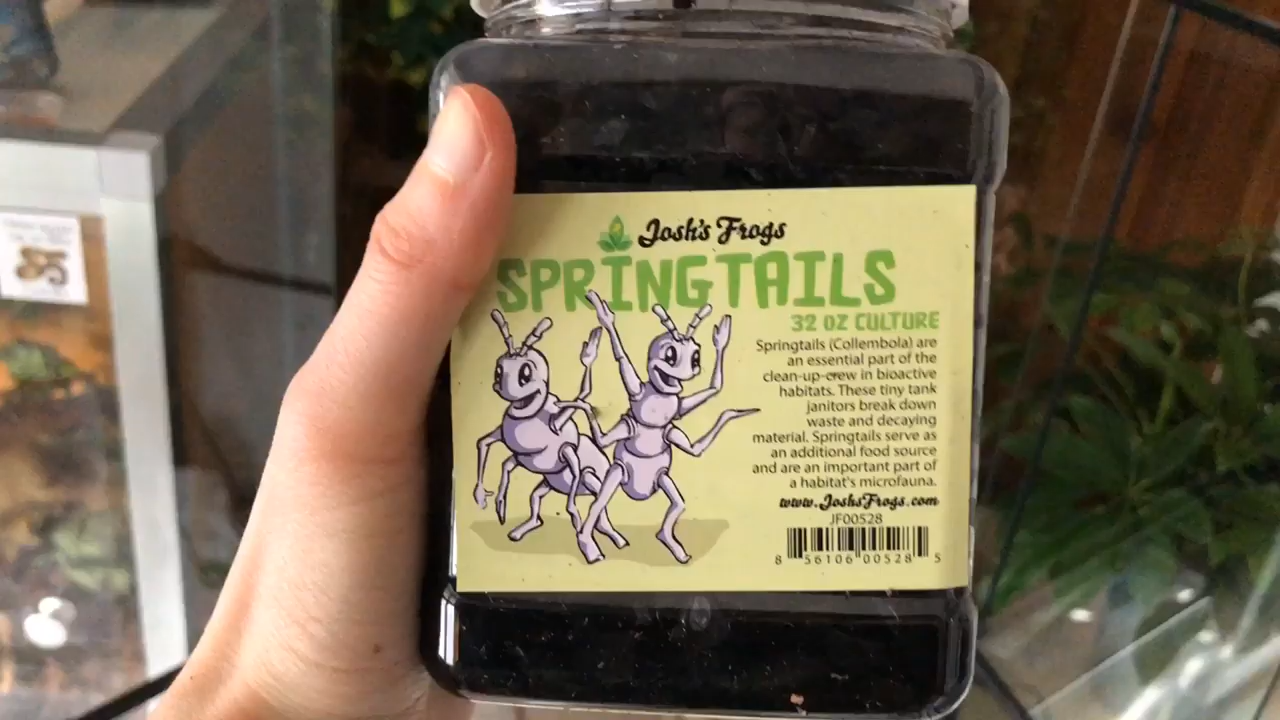 Josh's Frogs
SPRINGTAILS
32 OZ CULTURE
Springtails (Collembola) are
an essential part of the
clean-up-crew in bioactive
habitats. These tiny tank
janitors break down
waste and decaying
material. Springtails serve as
an additional food source
and are an important part of
a habitat's microfauna.
www.JoshsFrogs.com
JF00528
8 56106 00528 5